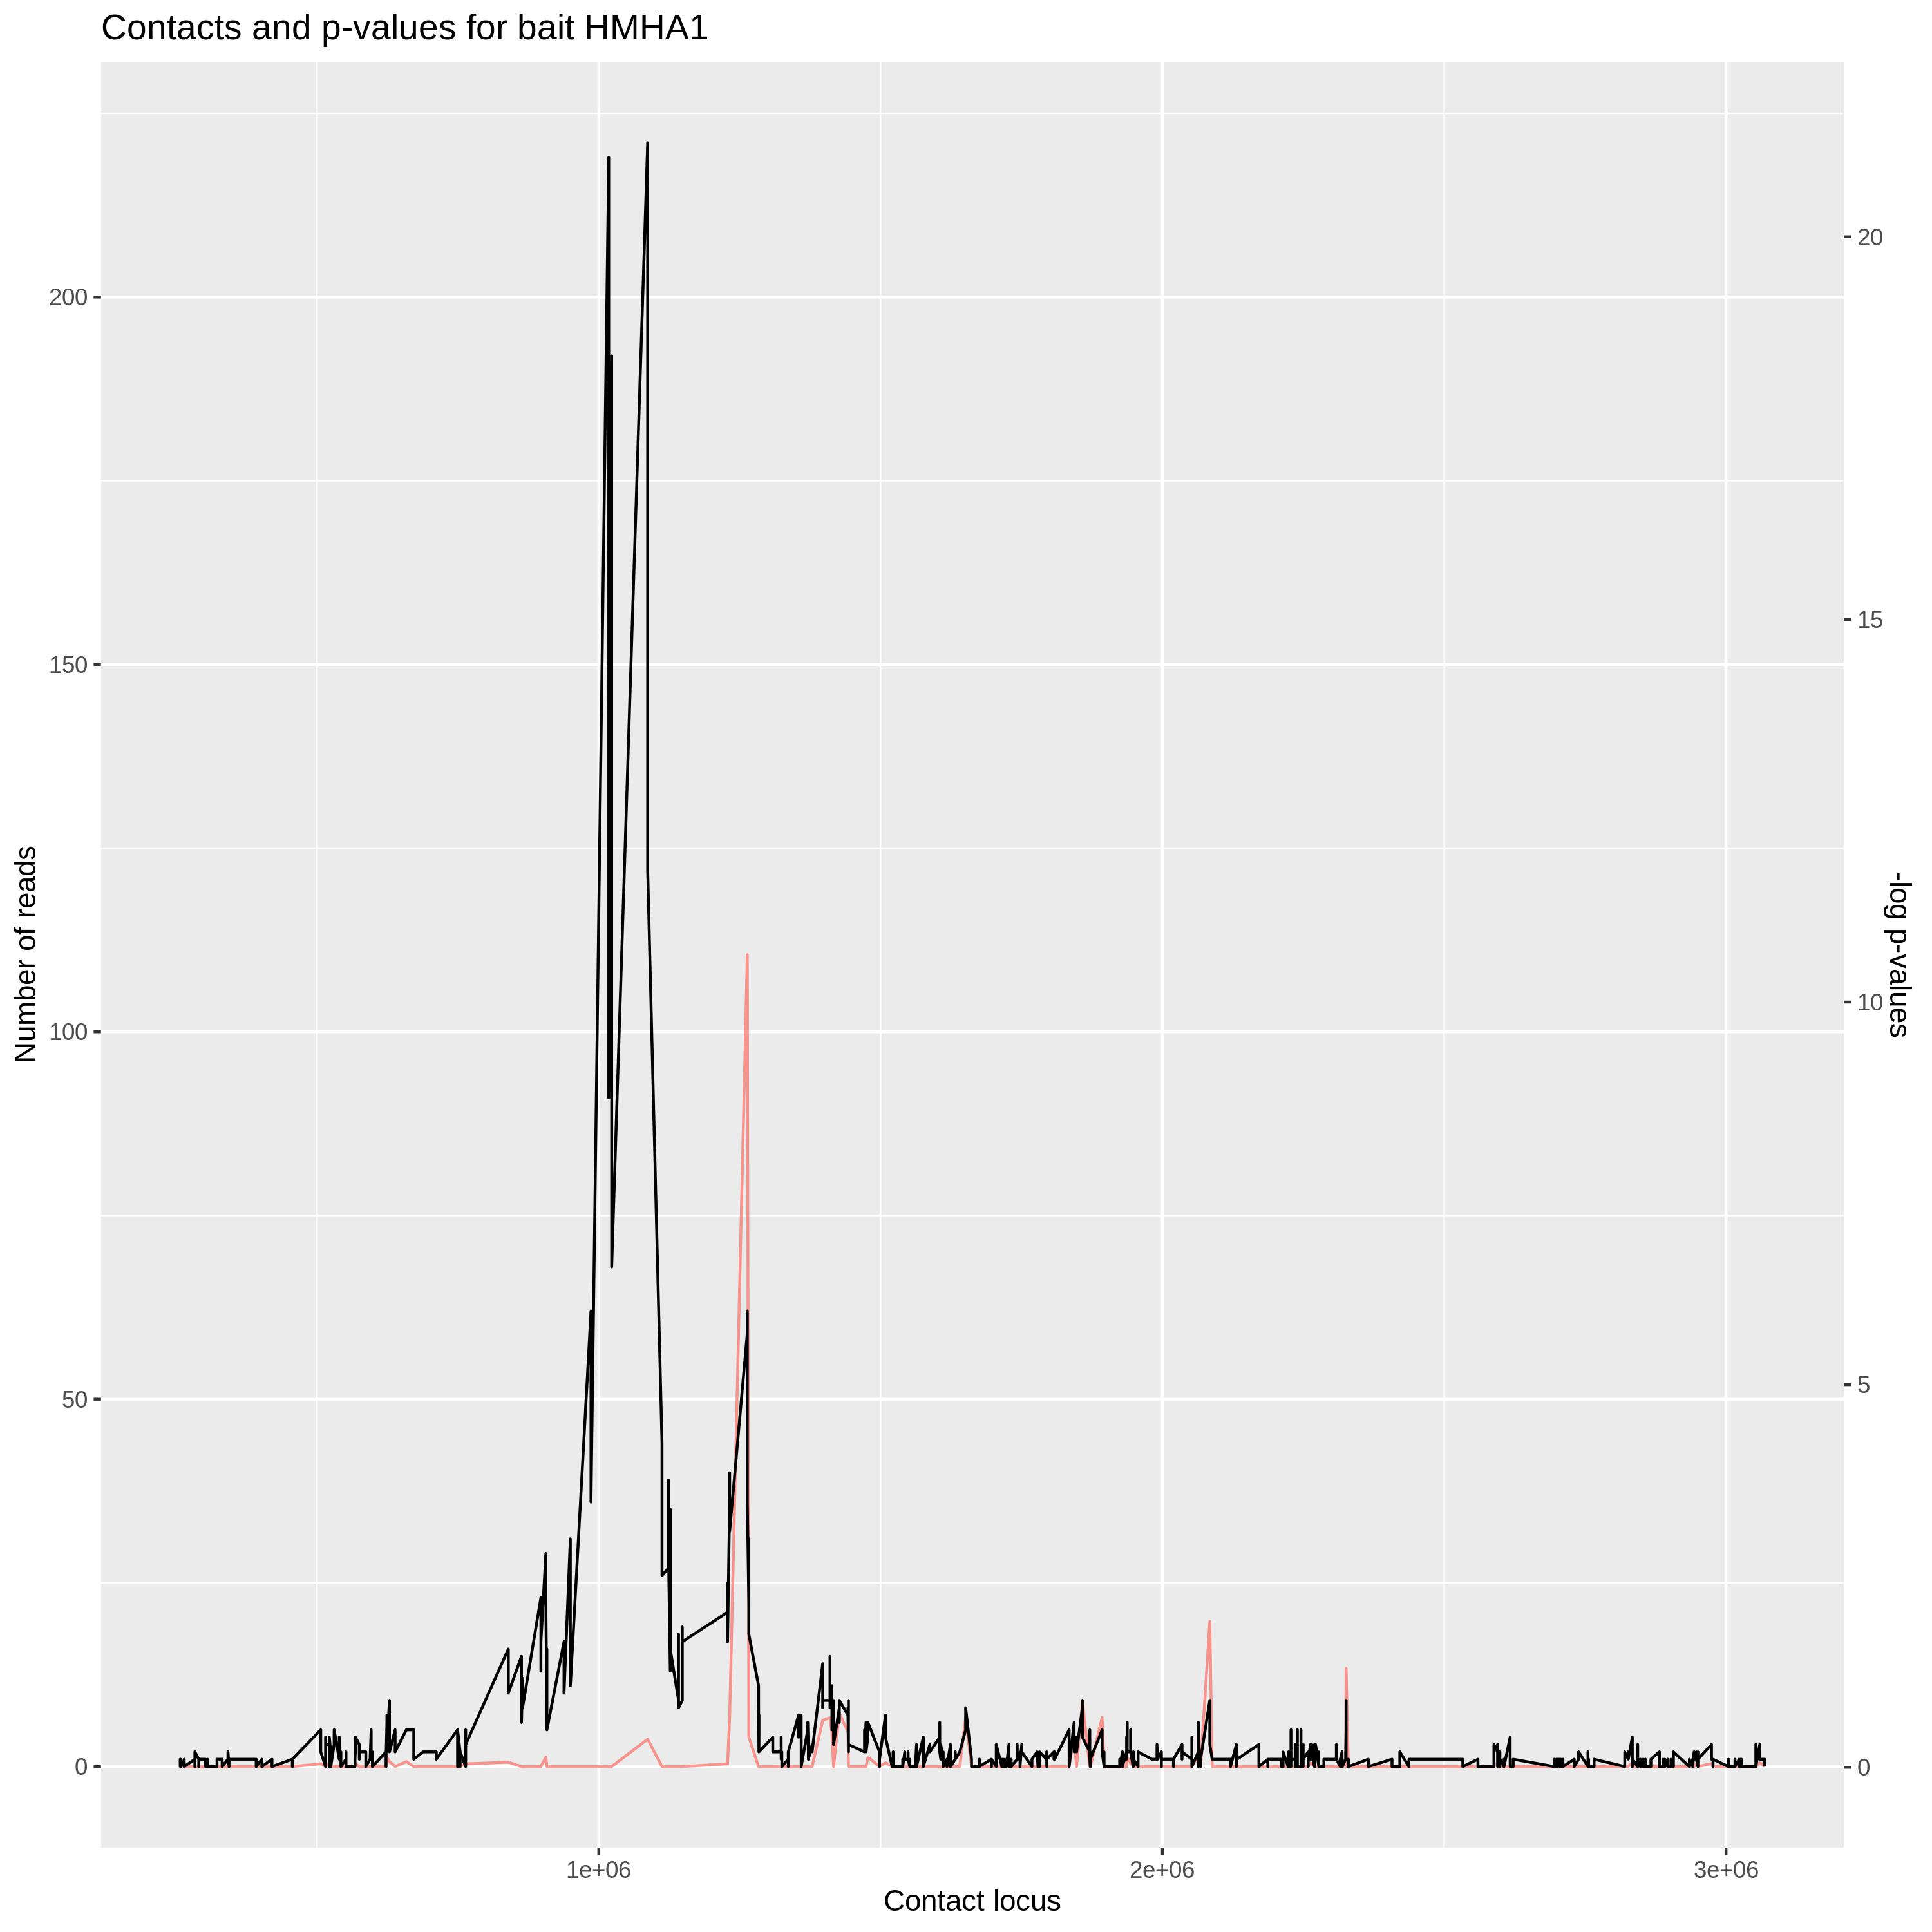 Contacts and p-values for bait HMHA1
Number of reads
200
150
100
50
0
20
15
10
5
0
-log p-values
1e+06
2e+06
3e+06
Contact locus